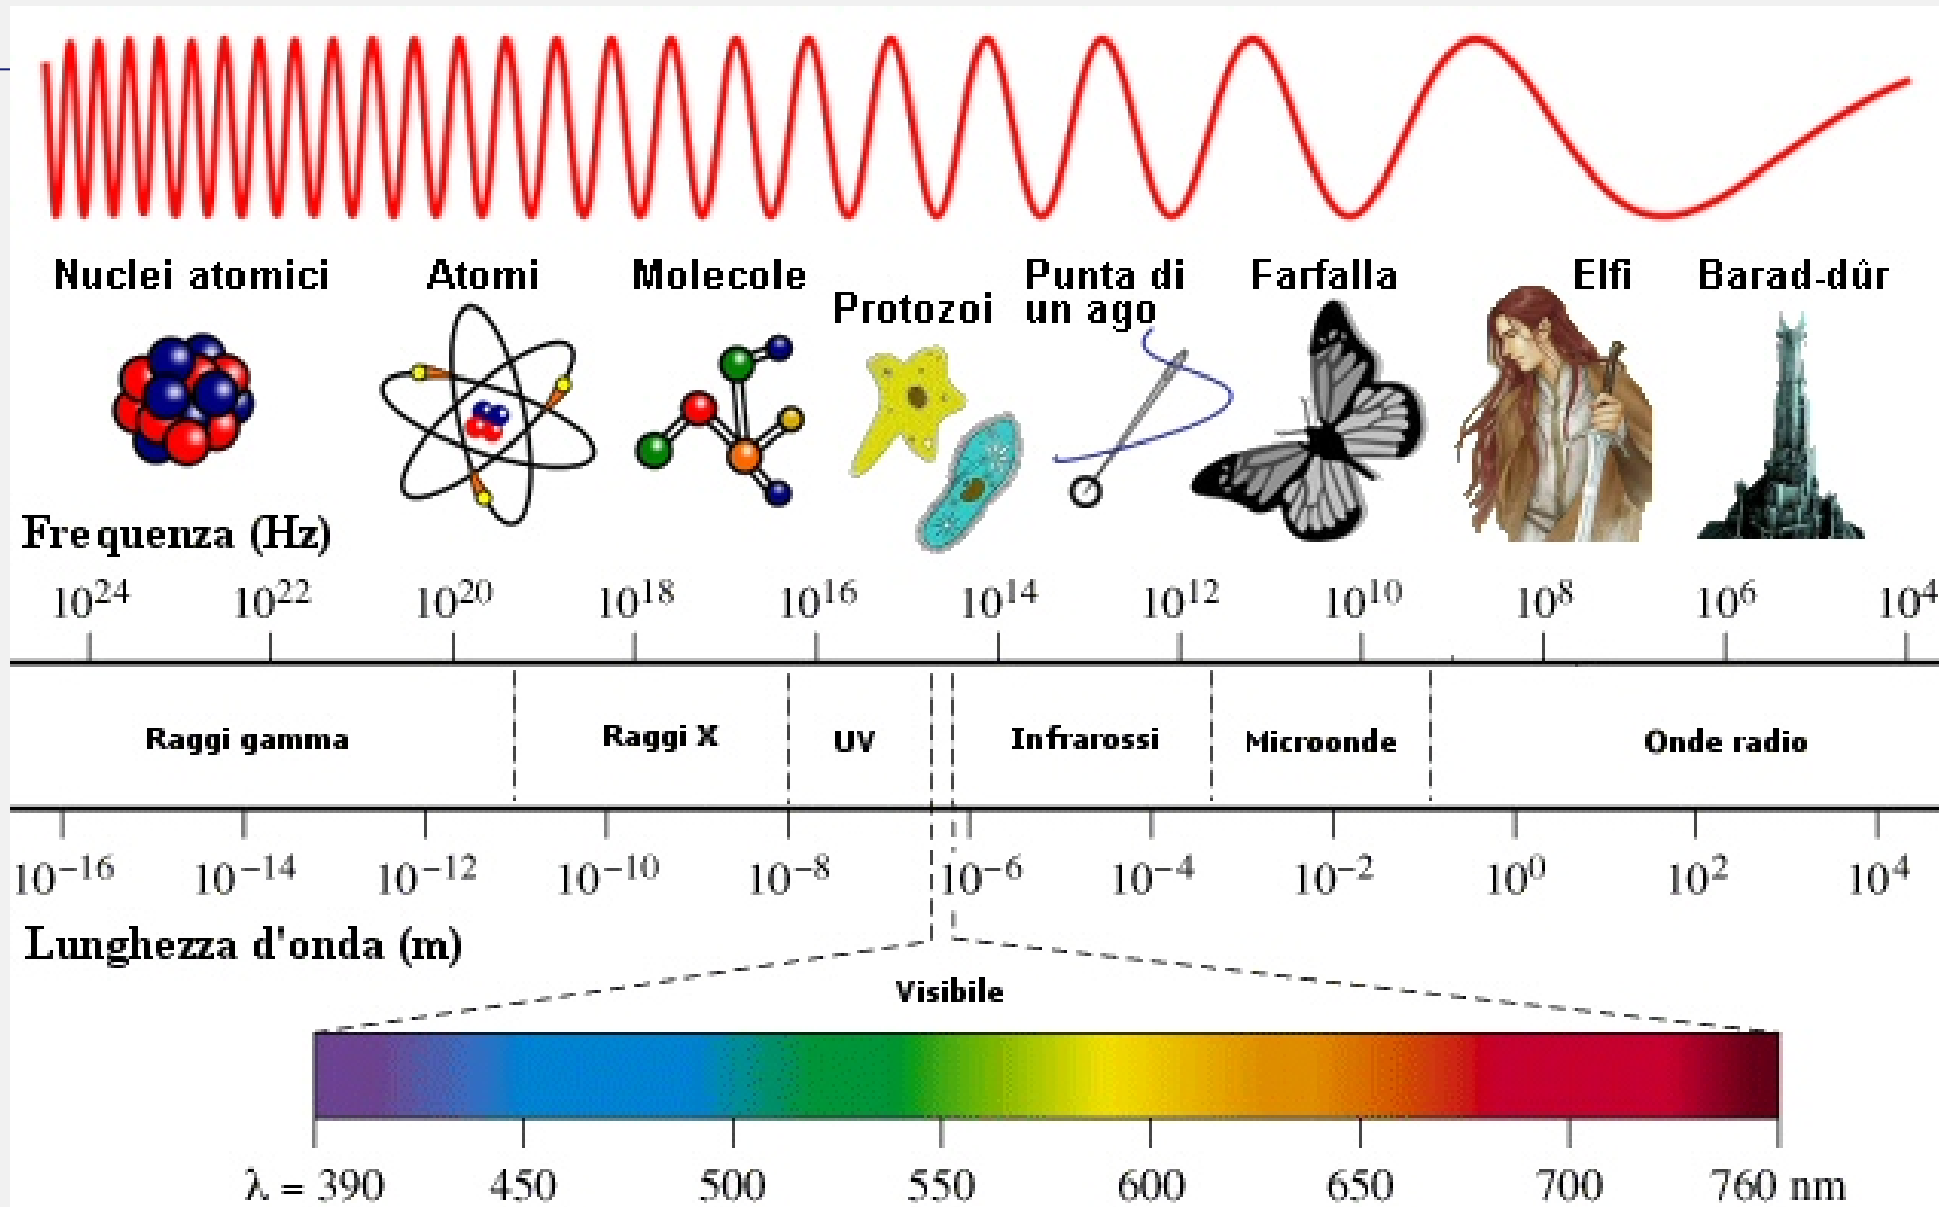 Nuclei atomici
Atomi
Molecole
Protozoi
Punta di
un ago
Farfalla
Elfi
Barad-dûr
Frequenza (Hz)
10²⁴ 10²² 10²⁰ 10¹⁸ 10¹⁶ 10¹⁴ 10¹² 10¹⁰ 10⁸ 10⁶ 10⁴
Raggi gamma Raggi X UV Infrarossi Microonde Onde radio
10⁻¹⁶ 10⁻¹⁴ 10⁻¹² 10⁻¹⁰ 10⁻⁸ 10⁻⁶ 10⁻⁴ 10⁻² 10⁰ 10² 10⁴
Lunghezza d'onda (m)
Visibile
λ = 390 450 500 550 600 650 700 760 nm